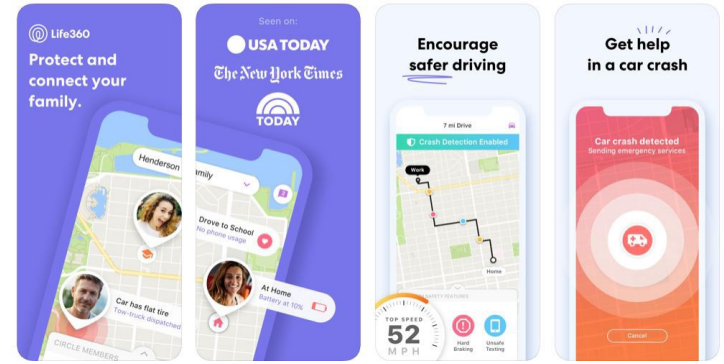 Life360
Protect and
connect your
family.
Henderson
Car has flat tire
Tow-truck dispatched
CIRCLE MEMBERS
Seen on:
USA TODAY
The New York Times
TODAY
mily
Drove to School
No phone usage
At Home
Battery at 10%
Encourage
safer driving
7 mi Drive
Crash Detection Enabled
Work
Home
SAFETY FEATURES
TOP SPEED
52
MPH
Hard
Braking
Unsafe
Texting
Get help
in a car crash
Car crash detected
Sending emergency services
Cancel